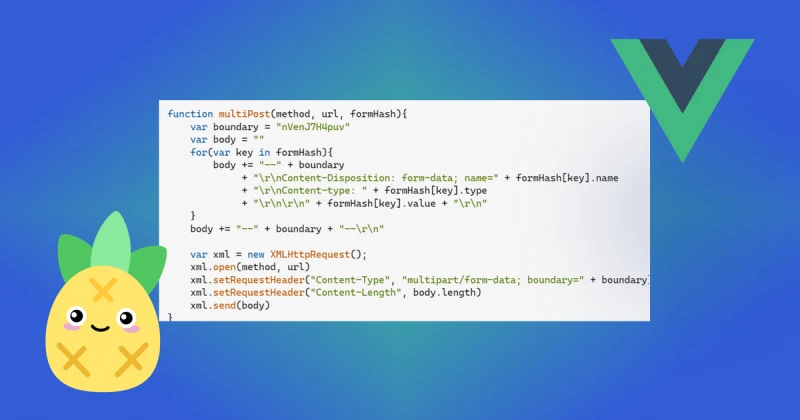 function multiPost(method, url, formHash){
var boundary = "nVenJ7H4puv"
var body = ""
for(var key in formHash){
body += "--" + boundary
+ "\r\nContent-Disposition: form-data; name=" + formHash[key].name
+ "\r\nContent-type: " + formHash[key].type
+ "\r\n\r\n" + formHash[key].value + "\r\n"
}
body += "--" + boundary + "--\r\n"
var xml = new XMLHttpRequest();
xml.open(method, url)
xml.setRequestHeader("Content-Type", "multipart/form-data; boundary=" + boundary)
xml.setRequestHeader("Content-Length", body.length)
xml.send(body)
}